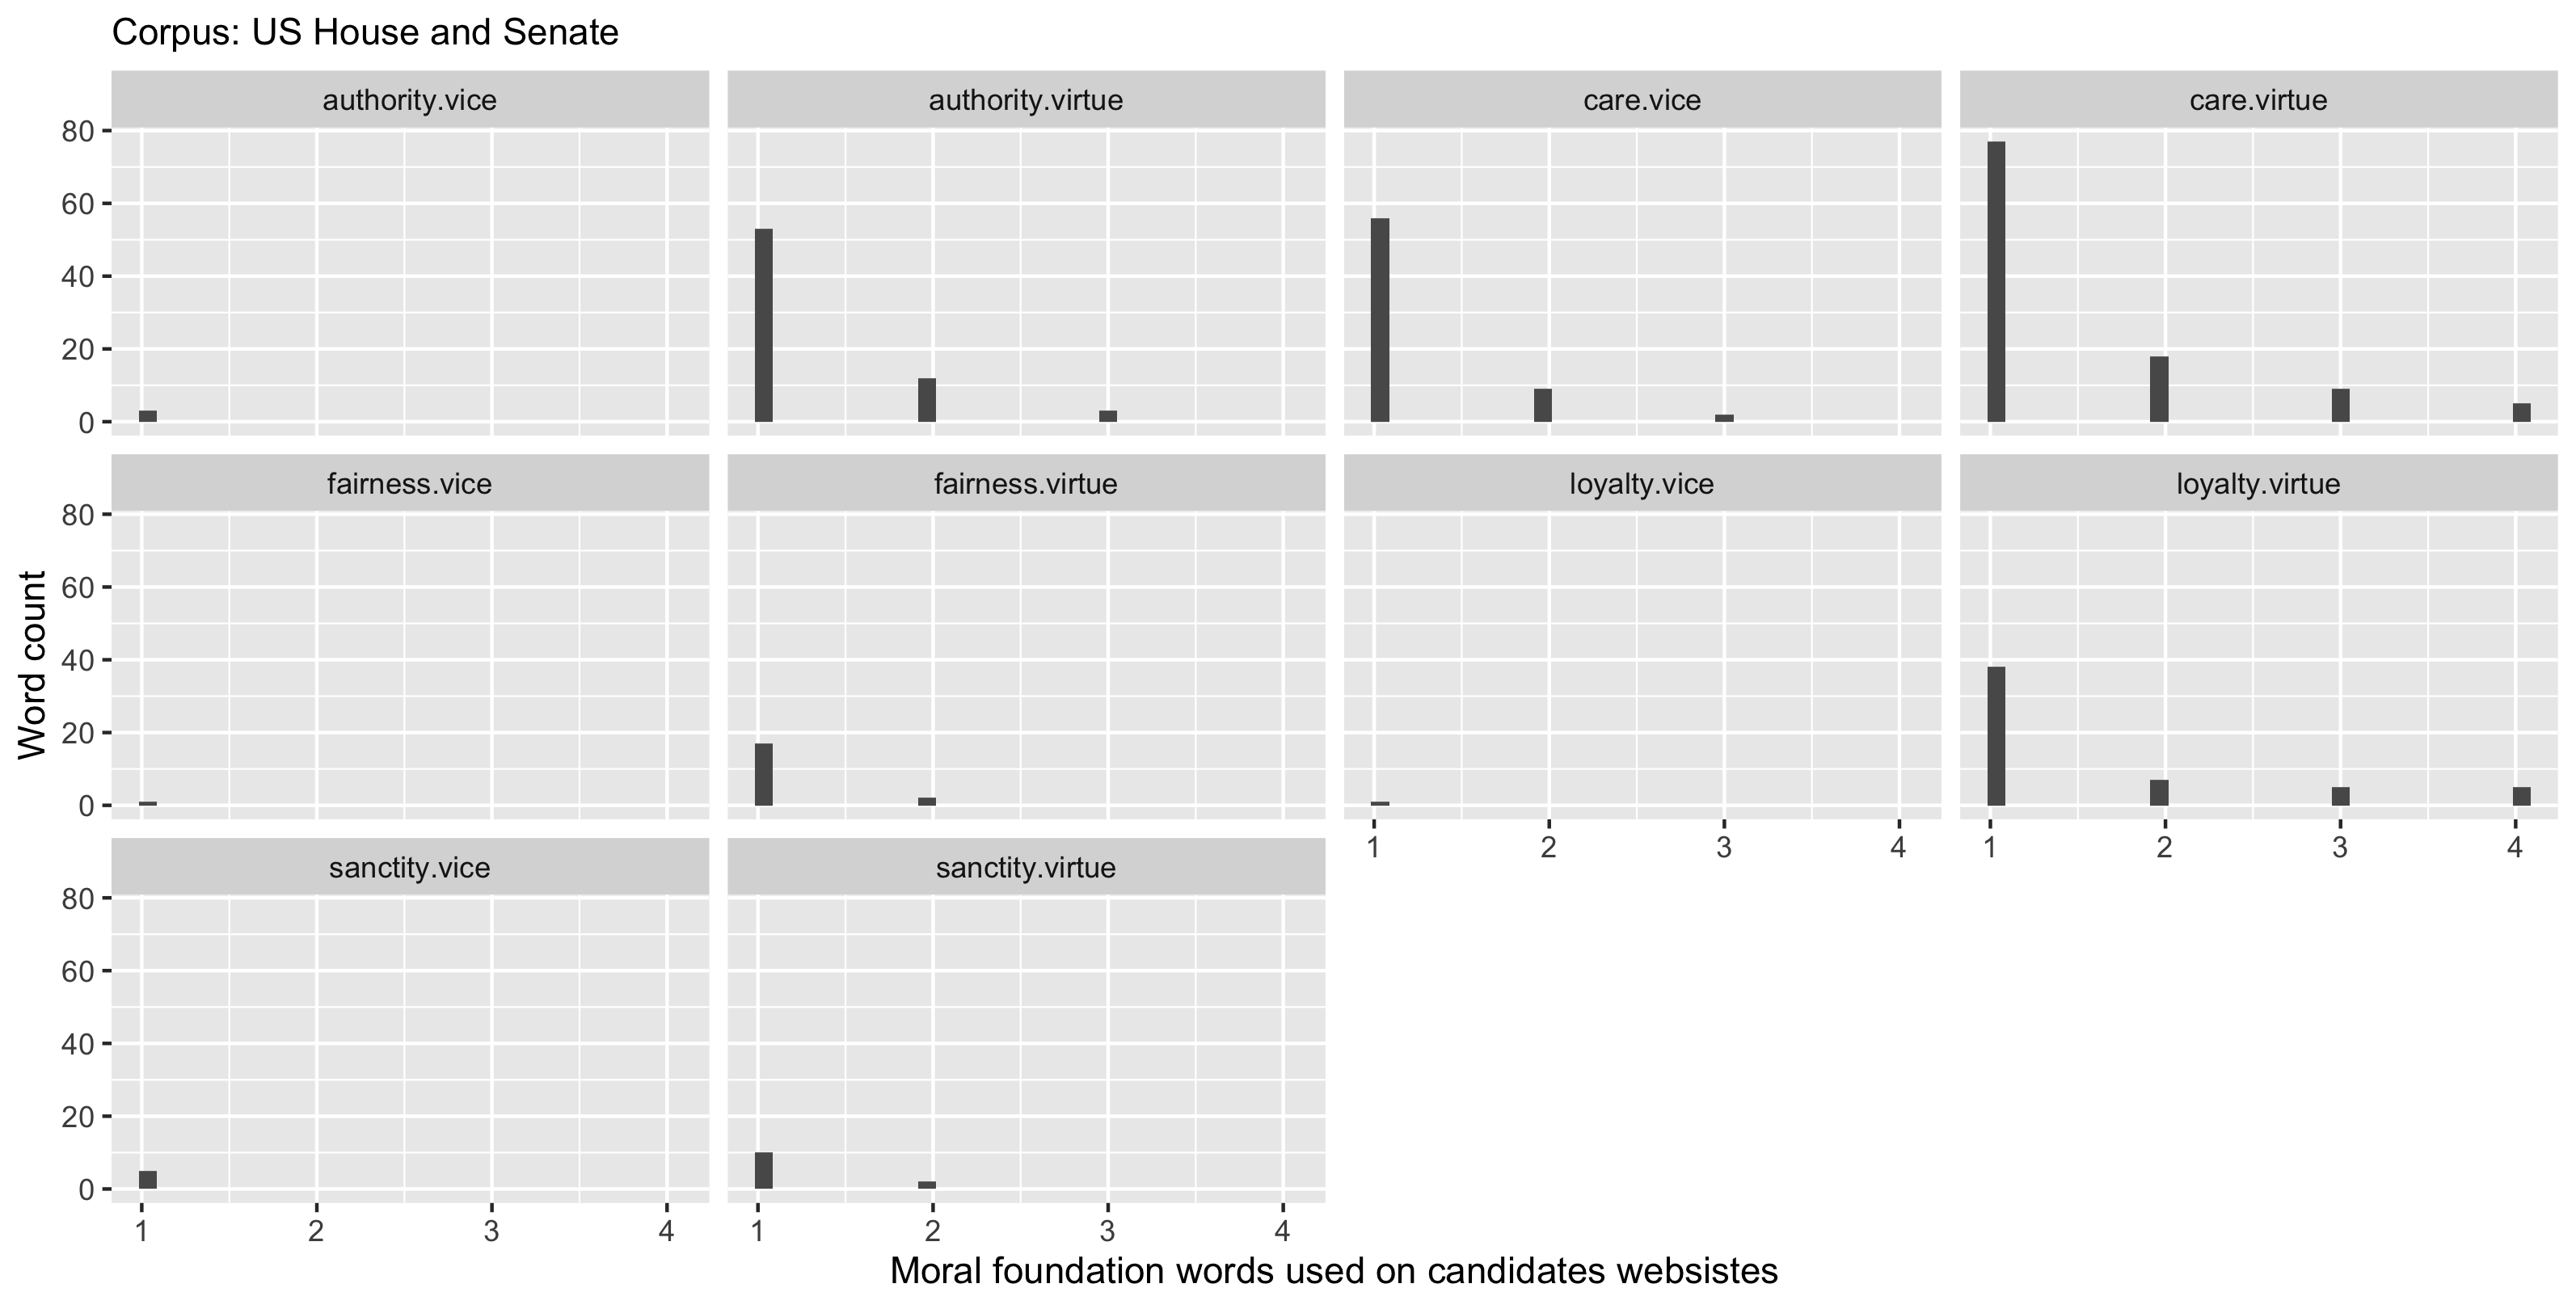 Corpus: US House and Senate
authority.vice authority.virtue care.vice care.virtue
80
60
40
20
0
fairness.vice fairness.virtue loyalty.vice loyalty.virtue
80
60
40
20
0
1 2 3 4 1 2 3 4
sanctity.vice sanctity.virtue
80
60
40
20
0
1 2 3 4 1 2 3 4
Word count
Moral foundation words used on candidates websistes